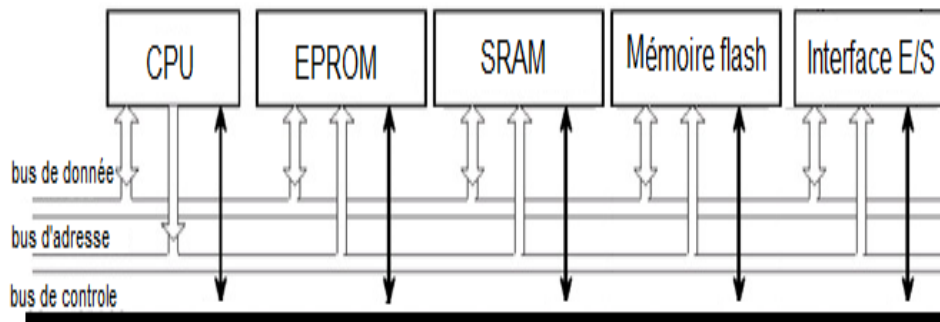 CPU
EPROM
SRAM
Mémoire flash
Interface E/S
bus de donnée
bus d'adresse
bus de controle